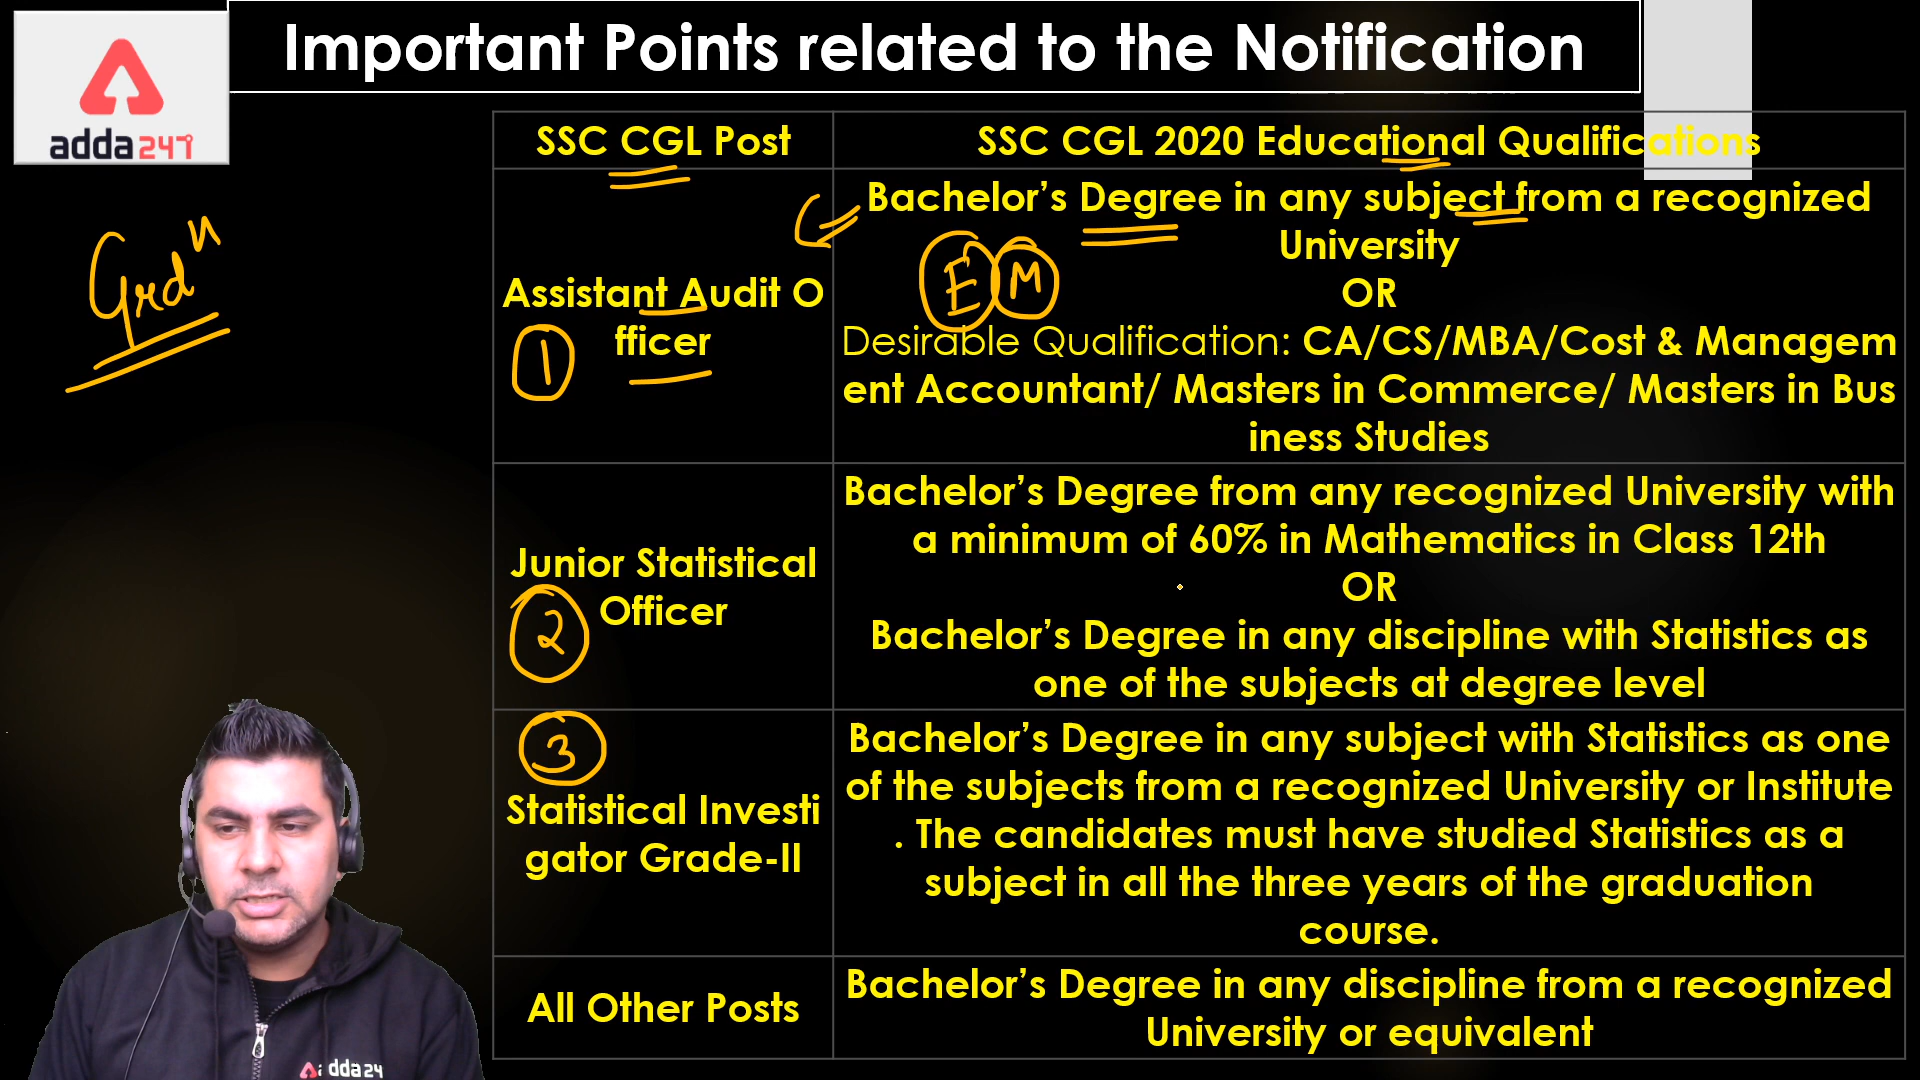 Important Points related to the Notification
adda247
SSC CGL Post
SSC CGL 2020 Educational Qualifications
Grdⁿ
Assistant Audit O
fficer
1
Bachelor’s Degree in any subject from a recognized
University
E M
OR
Desirable Qualification: CA/CS/MBA/Cost & Managem
ent Accountant/ Masters in Commerce/ Masters in Bus
iness Studies
Junior Statistical
Officer
2
Bachelor’s Degree from any recognized University with
a minimum of 60% in Mathematics in Class 12th
OR
Bachelor’s Degree in any discipline with Statistics as
one of the subjects at degree level
3
Statistical Investi
gator Grade-II
Bachelor’s Degree in any subject with Statistics as one
of the subjects from a recognized University or Institute
. The candidates must have studied Statistics as a
subject in all the three years of the graduation
course.
All Other Posts
Bachelor’s Degree in any discipline from a recognized
University or equivalent
adda24